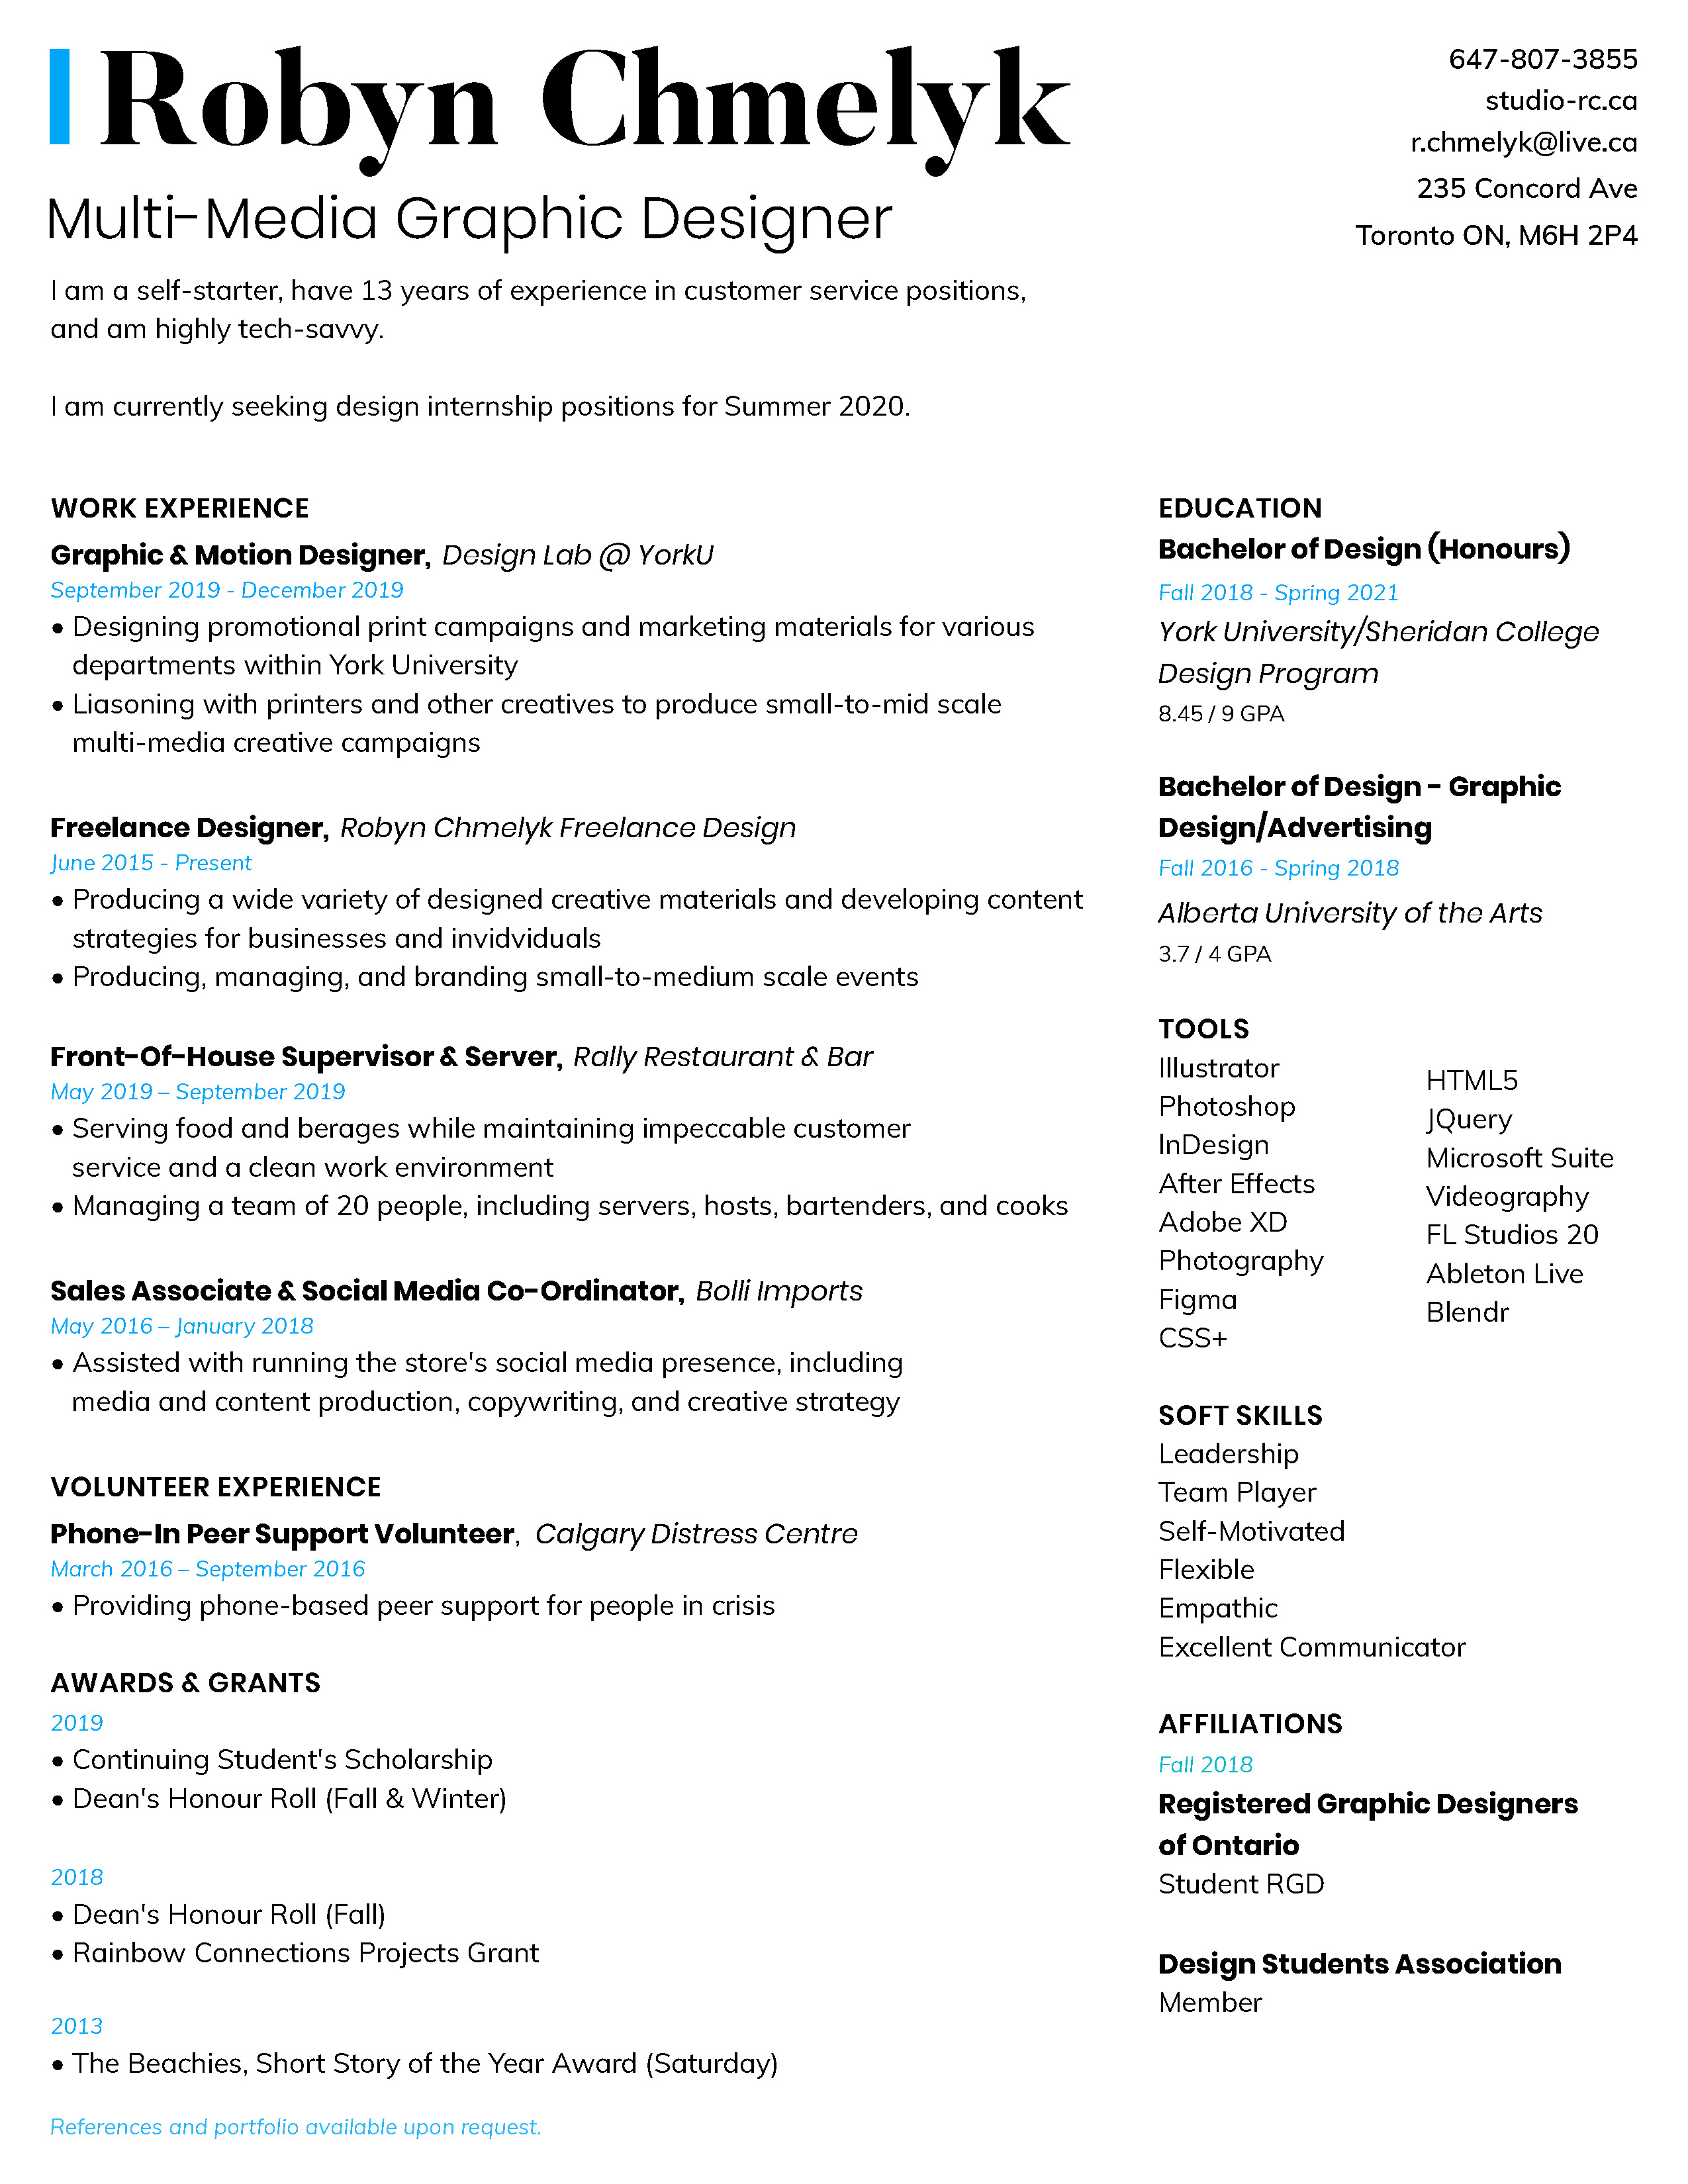 Robyn Chmelyk
Multi-Media Graphic Designer
I am a self-starter, have 13 years of experience in customer service positions,
and am highly tech-savvy.
I am currently seeking design internship positions for Summer 2020.
647-807-3855
studio-rc.ca
r.chmelyk@live.ca
235 Concord Ave
Toronto ON, M6H 2P4
WORK EXPERIENCE
Graphic & Motion Designer, Design Lab @ YorkU
September 2019 - December 2019
• Designing promotional print campaigns and marketing materials for various
departments within York University
• Liasoning with printers and other creatives to produce small-to-mid scale
multi-media creative campaigns
Freelance Designer, Robyn Chmelyk Freelance Design
June 2015 - Present
• Producing a wide variety of designed creative materials and developing content
strategies for businesses and invidviduals
• Producing, managing, and branding small-to-medium scale events
Front-Of-House Supervisor & Server, Rally Restaurant & Bar
May 2019 – September 2019
• Serving food and berages while maintaining impeccable customer
service and a clean work environment
• Managing a team of 20 people, including servers, hosts, bartenders, and cooks
Sales Associate & Social Media Co-Ordinator, Bolli Imports
May 2016 – January 2018
• Assisted with running the store's social media presence, including
media and content production, copywriting, and creative strategy
VOLUNTEER EXPERIENCE
Phone-In Peer Support Volunteer, Calgary Distress Centre
March 2016 – September 2016
• Providing phone-based peer support for people in crisis
AWARDS & GRANTS
2019
• Continuing Student's Scholarship
• Dean's Honour Roll (Fall & Winter)
2018
• Dean's Honour Roll (Fall)
• Rainbow Connections Projects Grant
2013
• The Beachies, Short Story of the Year Award (Saturday)
References and portfolio available upon request.
EDUCATION
Bachelor of Design (Honours)
Fall 2018 - Spring 2021
York University/Sheridan College
Design Program
8.45 / 9 GPA
Bachelor of Design - Graphic
Design/Advertising
Fall 2016 - Spring 2018
Alberta University of the Arts
3.7 / 4 GPA
TOOLS
Illustrator
Photoshop
InDesign
After Effects
Adobe XD
Photography
Figma
CSS+
HTML5
JQuery
Microsoft Suite
Videography
FL Studios 20
Ableton Live
Blendr
SOFT SKILLS
Leadership
Team Player
Self-Motivated
Flexible
Empathic
Excellent Communicator
AFFILIATIONS
Fall 2018
Registered Graphic Designers
of Ontario
Student RGD
Design Students Association
Member